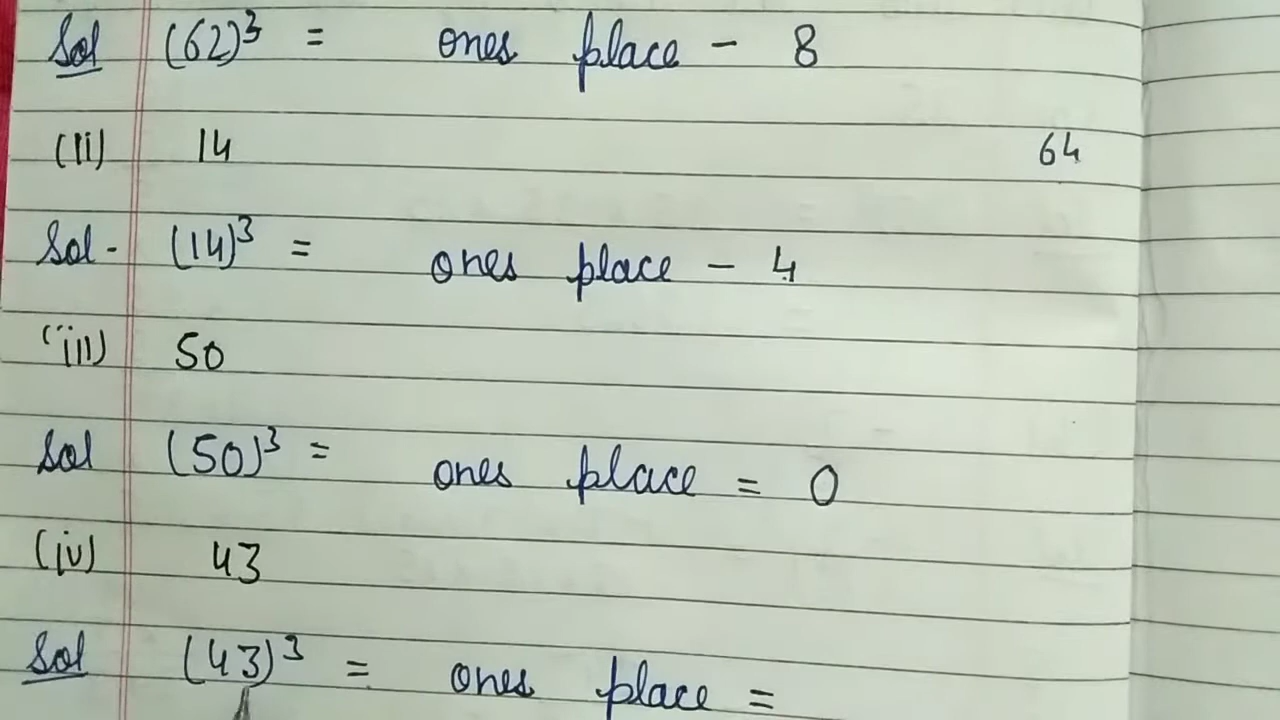 Sol (62)³ = ones place - 8
(ii) 14 64
Sol- (14)³ = ones place - 4
(iii) 50
Sol (50)³ = ones place = 0
(iv) 43
Sol (43)³ = ones place =